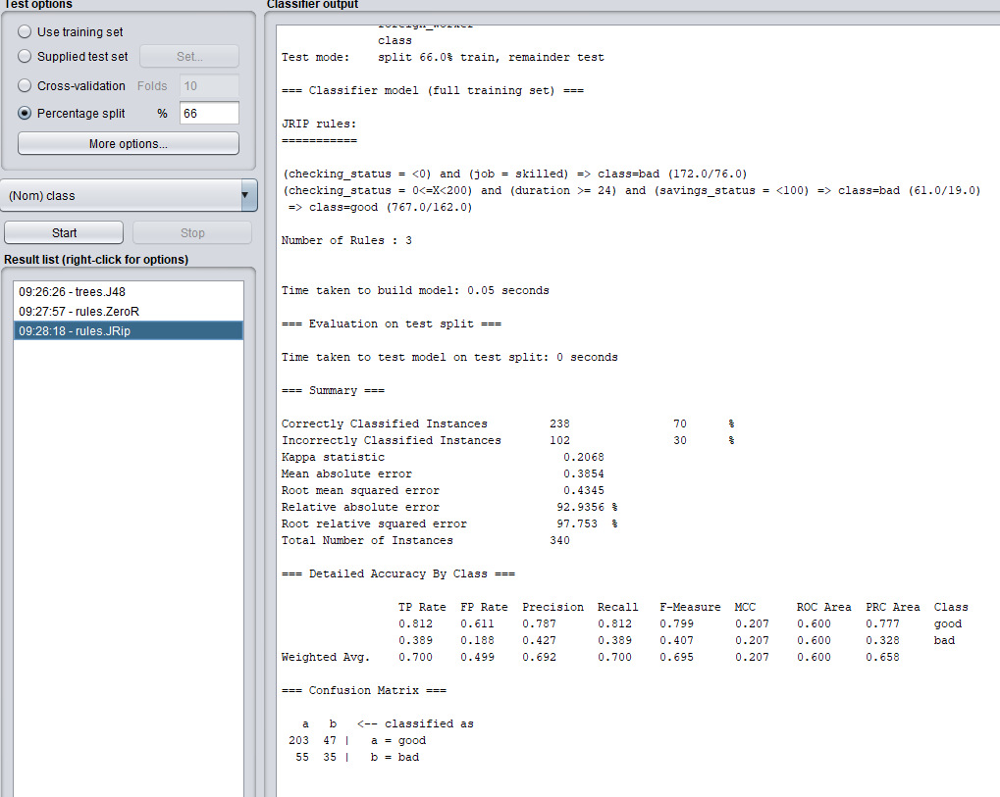 Test options
Use training set
Supplied test set Set...
Cross-validation Folds 10
Percentage split % 66
More options...
(Nom) class
Start Stop
Result list (right-click for options)
09:26:26 - trees.J48
09:27:57 - rules.ZeroR
09:28:18 - rules.JRip
Classifier output
class
Test mode: split 66.0% train, remainder test
=== Classifier model (full training set) ===
JRIP rules:
===========
(checking_status = <0) and (job = skilled) => class=bad (172.0/76.0)
(checking_status = 0<=X<200) and (duration >= 24) and (savings_status = <100) => class=bad (61.0/19.0)
=> class=good (767.0/162.0)
Number of Rules : 3
Time taken to build model: 0.05 seconds
=== Evaluation on test split ===
Time taken to test model on test split: 0 seconds
=== Summary ===
Correctly Classified Instances 238 70 %
Incorrectly Classified Instances 102 30 %
Kappa statistic 0.2068
Mean absolute error 0.3854
Root mean squared error 0.4345
Relative absolute error 92.9356 %
Root relative squared error 97.753 %
Total Number of Instances 340
=== Detailed Accuracy By Class ===
TP Rate FP Rate Precision Recall F-Measure MCC ROC Area PRC Area Class
0.812 0.611 0.787 0.812 0.799 0.207 0.600 0.777 good
0.389 0.188 0.427 0.389 0.407 0.207 0.600 0.328 bad
Weighted Avg. 0.700 0.499 0.692 0.700 0.695 0.207 0.600 0.658
=== Confusion Matrix ===
a b <-- classified as
203 47 | a = good
55 35 | b = bad